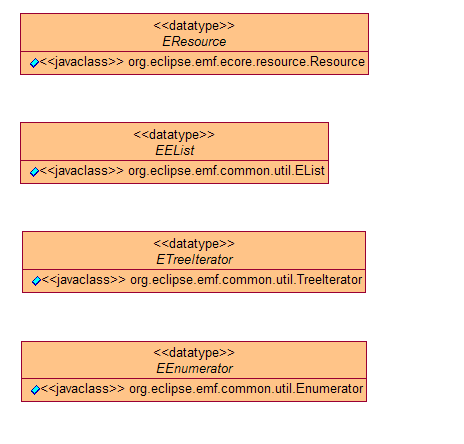 <<datatype>>
EResource
<<javaclass>> org.eclipse.emf.ecore.resource.Resource
<<datatype>>
EEList
<<javaclass>> org.eclipse.emf.common.util.EList
<<datatype>>
ETreeIterator
<<javaclass>> org.eclipse.emf.common.util.TreeIterator
<<datatype>>
EEnumerator
<<javaclass>> org.eclipse.emf.common.util.Enumerator